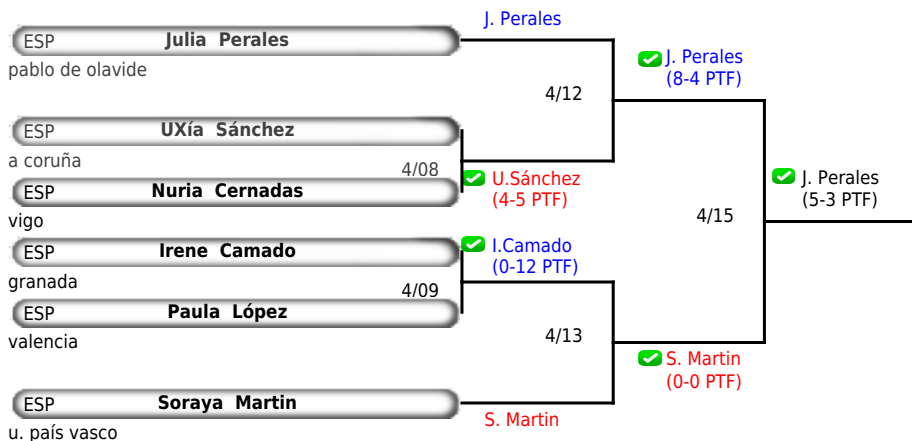 J. Perales
ESP Julia Perales
pablo de olavide
J. Perales
(8-4 PTF)
4/12
ESP UXía Sánchez
a coruña
4/08
U.Sánchez
(4-5 PTF)
ESP Nuria Cernadas
vigo
J. Perales
(5-3 PTF)
4/15
ESP Irene Camado
granada
I.Camado
(0-12 PTF)
4/09
ESP Paula López
valencia
4/13
S. Martin
(0-0 PTF)
ESP Soraya Martin
u. país vasco
S. Martin